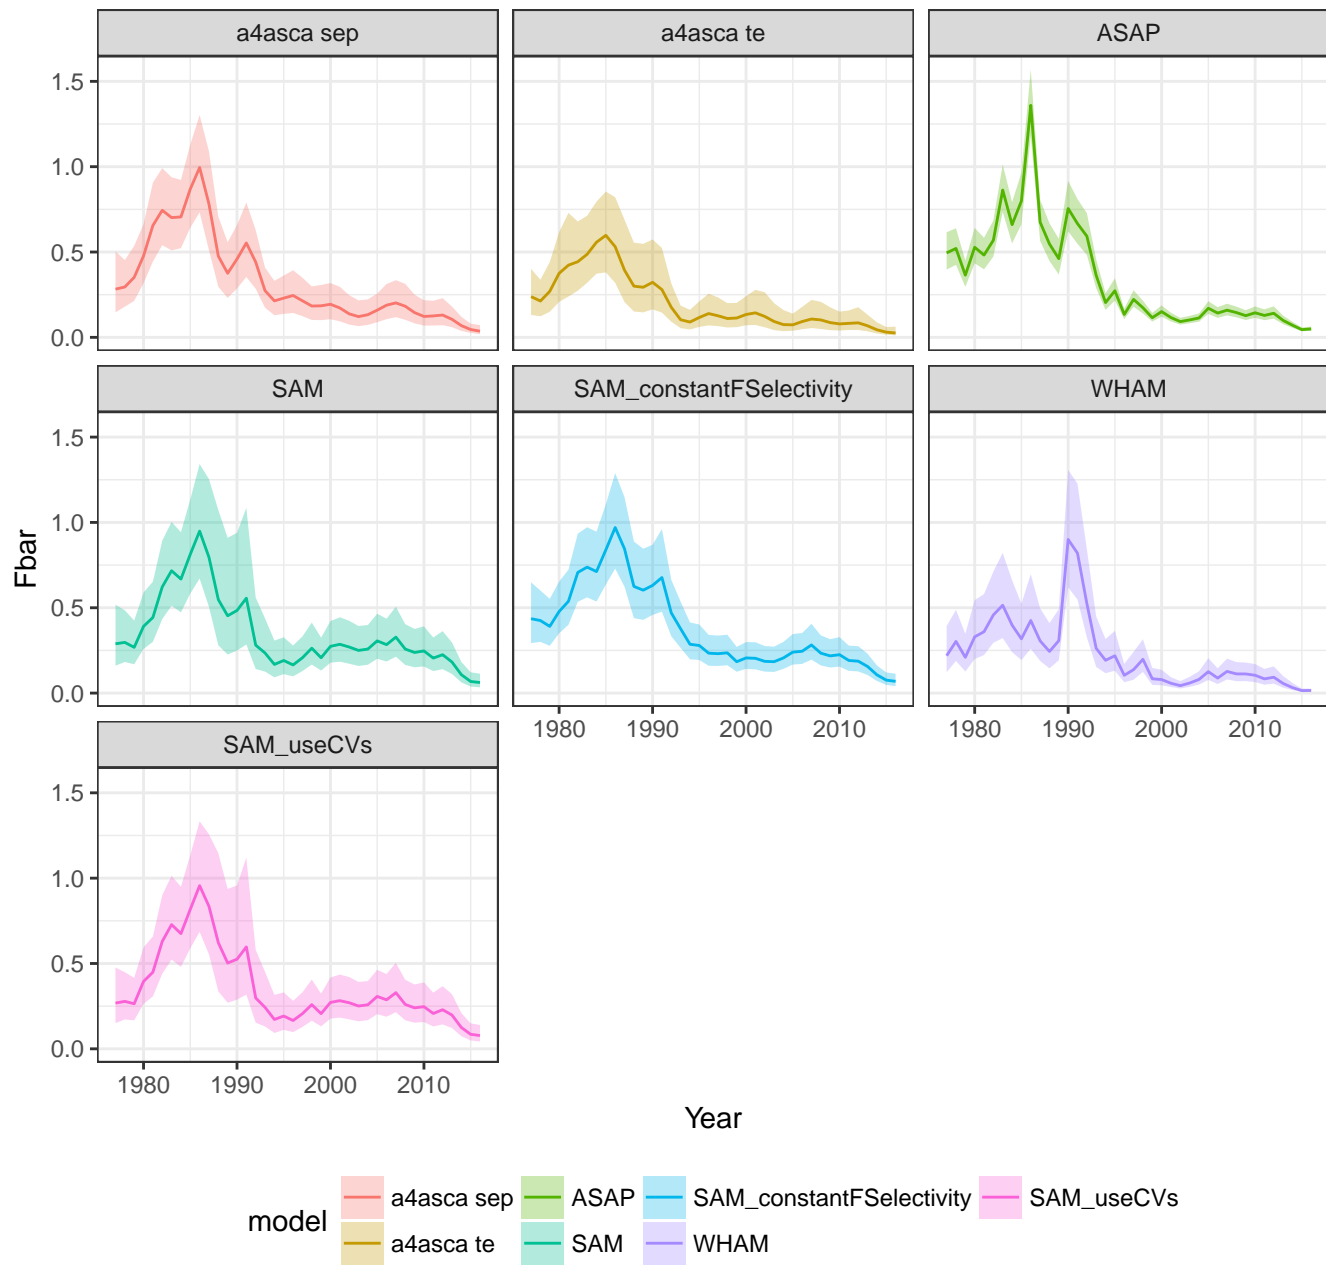 a4asca sep a4asca te ASAP
1.5
1.0
0.5
0.0
SAM SAM_constantFSelectivity WHAM
1.5
1.0
0.5
0.0
1980 1990 2000 2010 1980 1990 2000 2010
SAM_useCVs
1.5
1.0
0.5
0.0
1980 1990 2000 2010
Fbar
Year
model
a4asca sep ASAP SAM_constantFSelectivity SAM_useCVs
a4asca te SAM WHAM